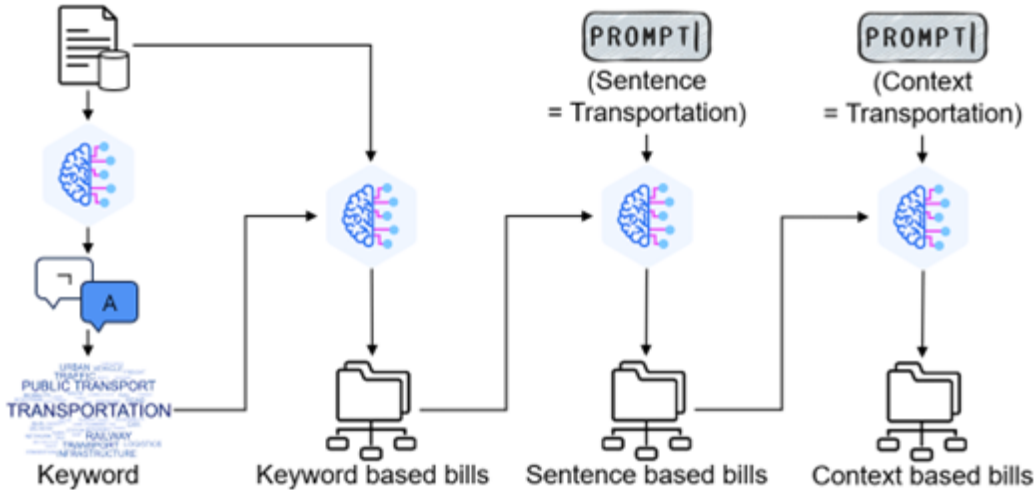 PROMPT
(Sentence
= Transportation)
PROMPT
(Context
= Transportation)
ㄱ
A
URBAN
TRAFFIC
PUBLIC TRANSPORT
TRANSPORTATION
RAILWAY
TRANSPORT LOGISTICS
INFRASTRUCTURE
Keyword
Keyword based bills
Sentence based bills
Context based bills